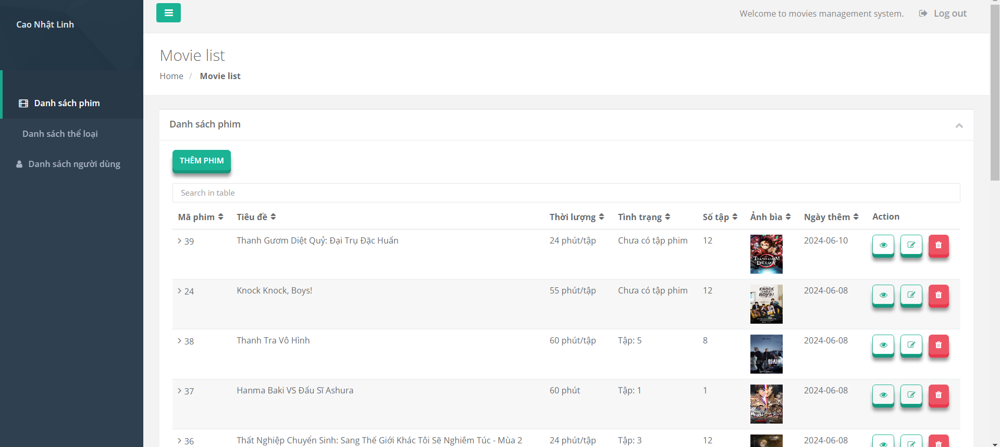 Cao Nhật Linh
Welcome to movies management system. Log out
Movie list
Home / Movie list
Danh sách phim
Danh sách thể loại
Danh sách người dùng
Danh sách phim
THÊM PHIM
Search in table
Mã phim Tiêu đề Thời lượng Tình trạng Số tập Ảnh bìa Ngày thêm Action
39 Thanh Gươm Diệt Quỷ: Đại Trụ Đặc Huấn 24 phút/tập Chưa có tập phim 12 2024-06-10
THANH GƯƠM
DIỆT QUỶ
24 Knock Knock, Boys! 55 phút/tập Chưa có tập phim 12 2024-06-08
KNOCK
KNOCK
BOYS!
38 Thanh Tra Vô Hình 60 phút/tập Tập: 5 8 2024-06-08
37 Hanma Baki VS Đấu Sĩ Ashura 60 phút Tập: 1 1 2024-06-08
36 Thất Nghiệp Chuyển Sinh: Sang Thế Giới Khác Tôi Sẽ Nghiêm Túc - Mùa 2 24 phút/tập Tập: 3 12 2024-06-08